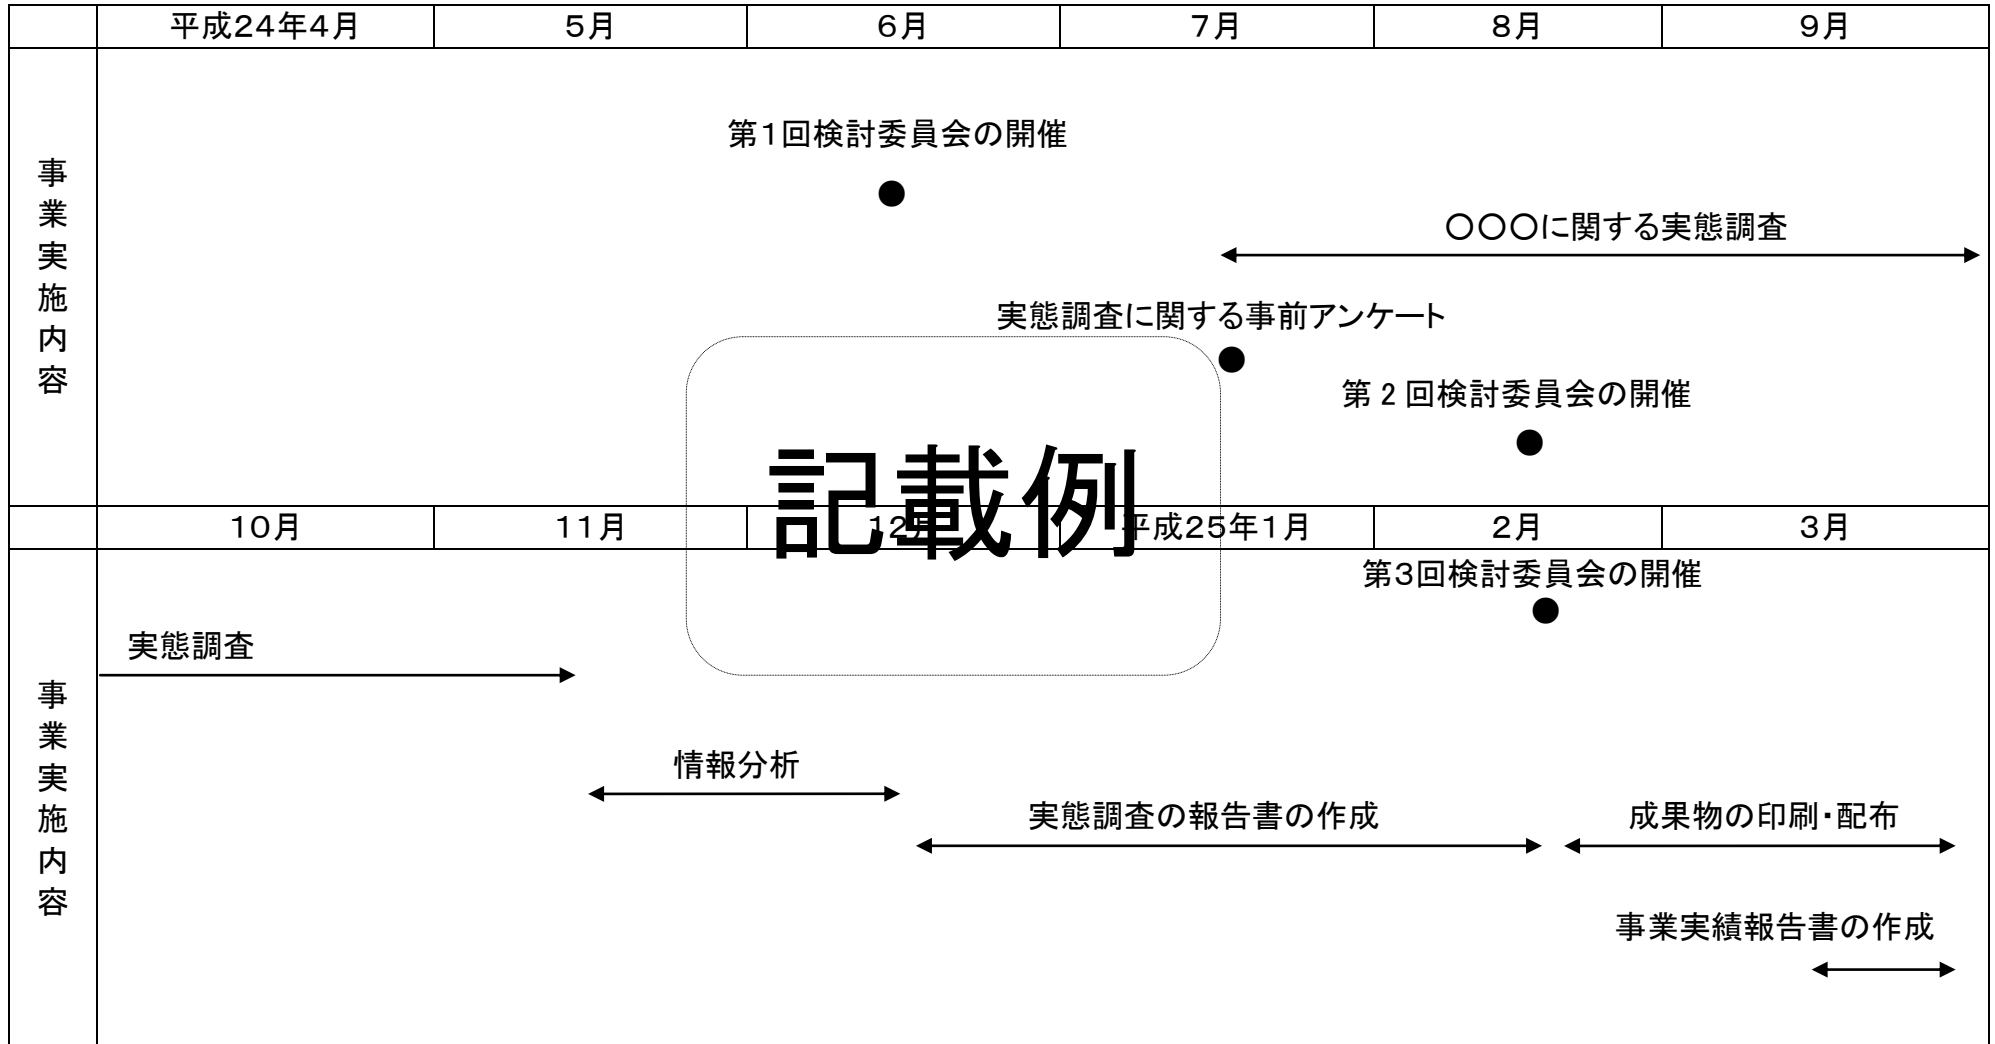 平成24年4月 5月 6月 7月 8月 9月
事業実施内容
第1回検討委員会の開催
○○○に関する実態調査
実態調査に関する事前アンケート
第2回検討委員会の開催
記載例
10月 11月 12月 平成25年1月 2月 3月
事業実施内容
第3回検討委員会の開催
実態調査
情報分析
実態調査の報告書の作成 成果物の印刷・配布
事業実績報告書の作成